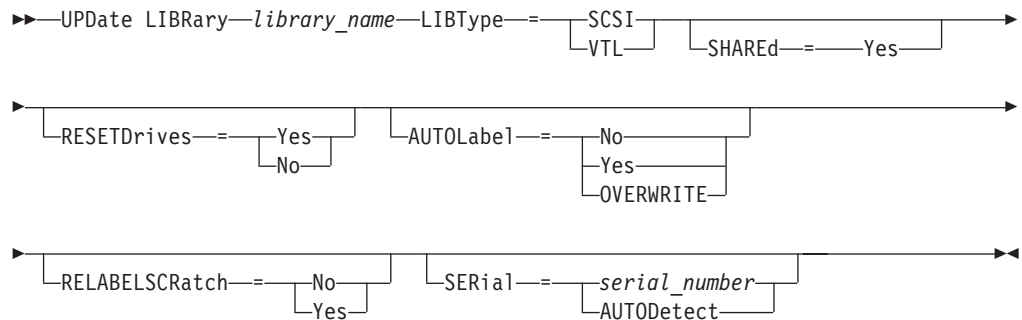 UPDate LIBRary library_name LIBType = SCSI
VTL
SHAREd = Yes
RESETDrives = Yes
No
AUTOLabel = No
Yes
OVERWRITE
RELABELSCRatch = No
Yes
SERial = serial_number
AUTODetect